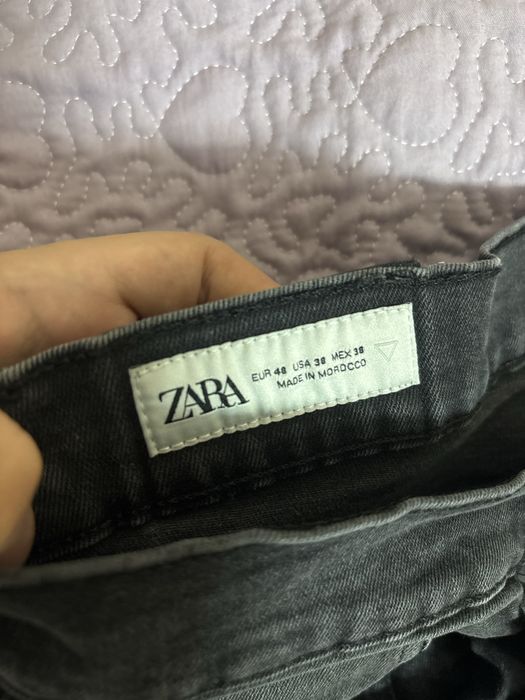 ZARA
EUR 48 USA 38 MEX 38
MADE IN MOROCCO